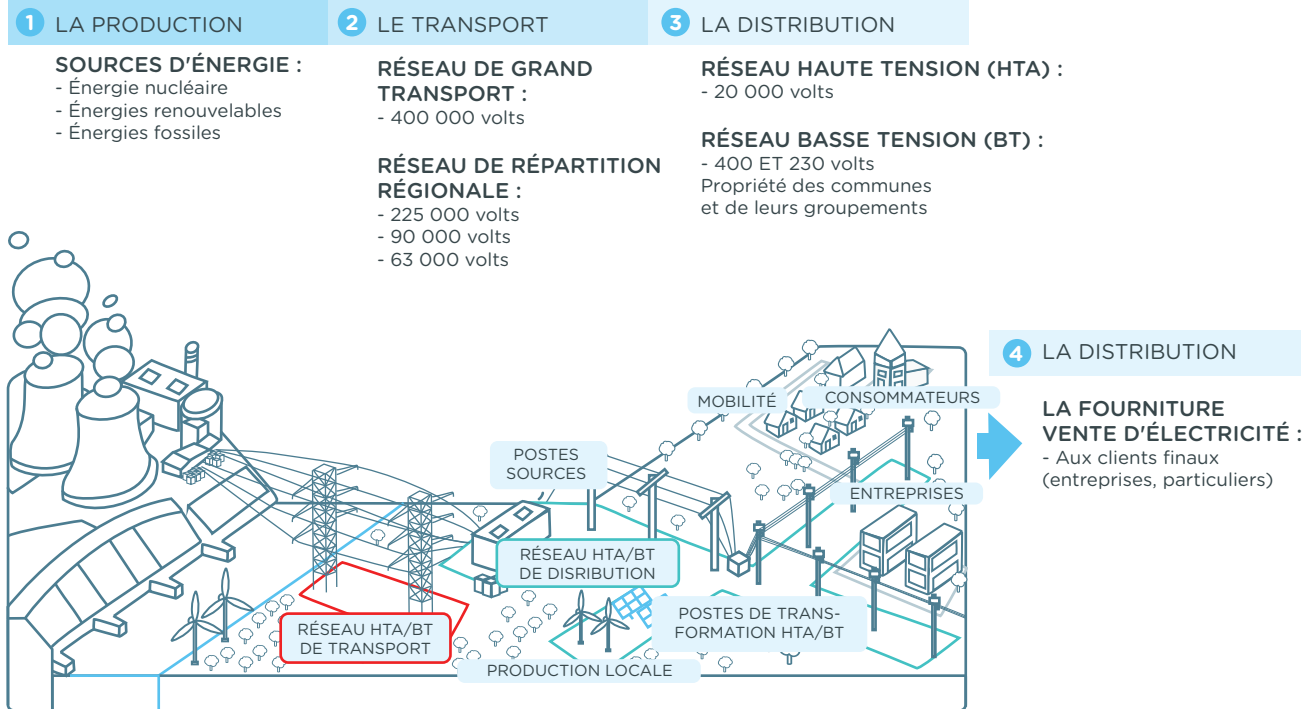 1 LA PRODUCTION
SOURCES D'ÉNERGIE :
- Énergie nucléaire
- Énergies renouvelables
- Énergies fossiles
2 LE TRANSPORT
RÉSEAU DE GRAND
TRANSPORT :
- 400 000 volts
RÉSEAU DE RÉPARTITION
RÉGIONALE :
- 225 000 volts
- 90 000 volts
- 63 000 volts
3 LA DISTRIBUTION
RÉSEAU HAUTE TENSION (HTA) :
- 20 000 volts
RÉSEAU BASSE TENSION (BT) :
- 400 ET 230 volts
Propriété des communes
et de leurs groupements
4 LA DISTRIBUTION
LA FOURNITURE
VENTE D'ÉLECTRICITÉ :
- Aux clients finaux
(entreprises, particuliers)
MOBILITÉ
CONSOMMATEURS
POSTES
SOURCES
ENTREPRISES
RÉSEAU HTA/BT
DE DISRIBUTION
POSTES DE TRANS-
FORMATION HTA/BT
RÉSEAU HTA/BT
DE TRANSPORT
PRODUCTION LOCALE